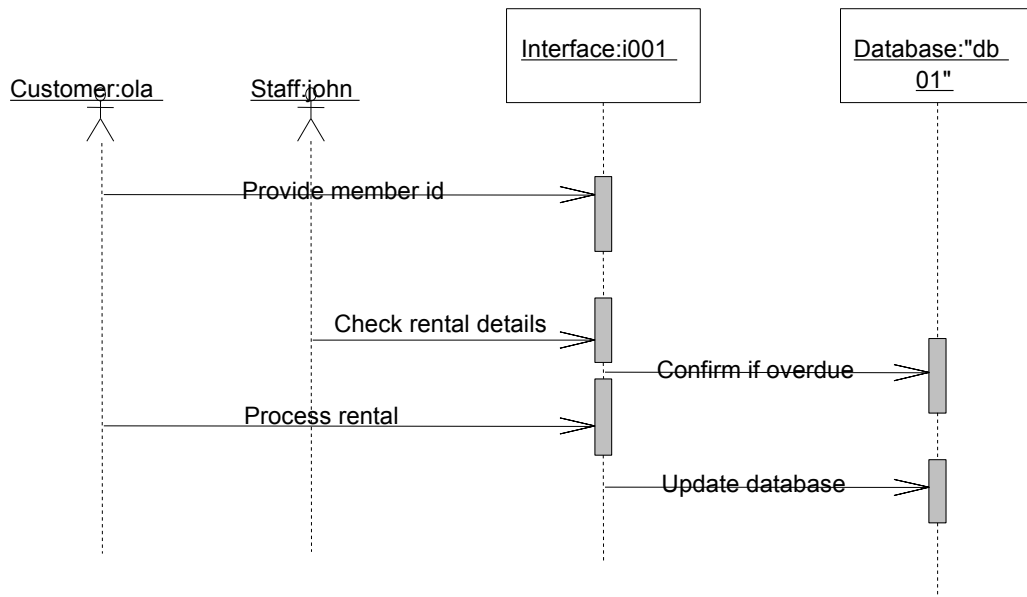 Interface:i001
Database:"db
01"
Customer:ola
Staff:john
Provide member id
Check rental details
Confirm if overdue
Process rental
Update database